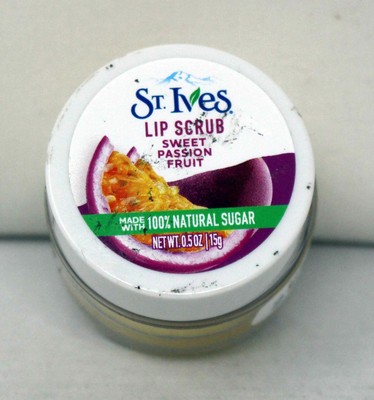 ST. IVES
LIP SCRUB
SWEET
PASSION
FRUIT
MADE WITH 100% NATURAL SUGAR
NET WT. 0.5 OZ | 15g